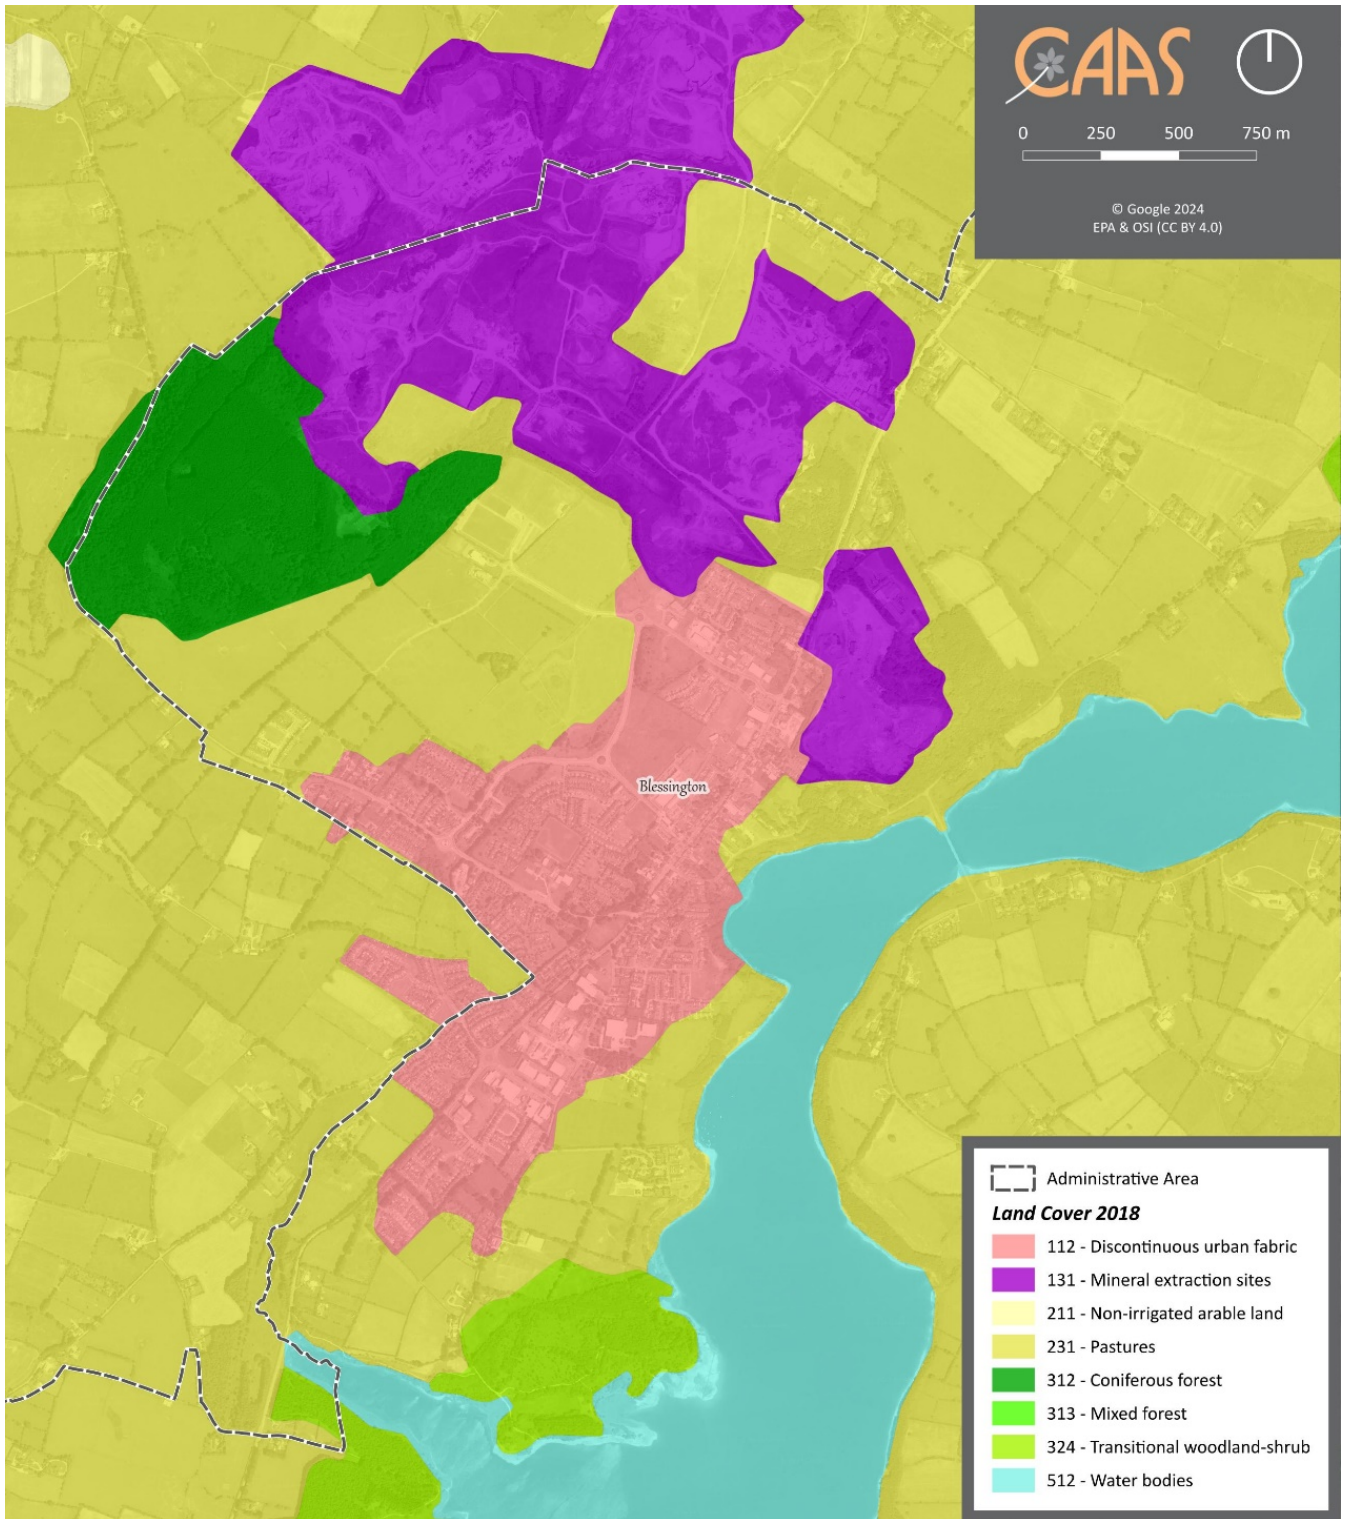 CAAS
0 250 500 750 m
© Google 2024
EPA & OSI (CC BY 4.0)
Blessington
Administrative Area
Land Cover 2018
112 - Discontinuous urban fabric
131 - Mineral extraction sites
211 - Non-irrigated arable land
231 - Pastures
312 - Coniferous forest
313 - Mixed forest
324 - Transitional woodland-shrub
512 - Water bodies